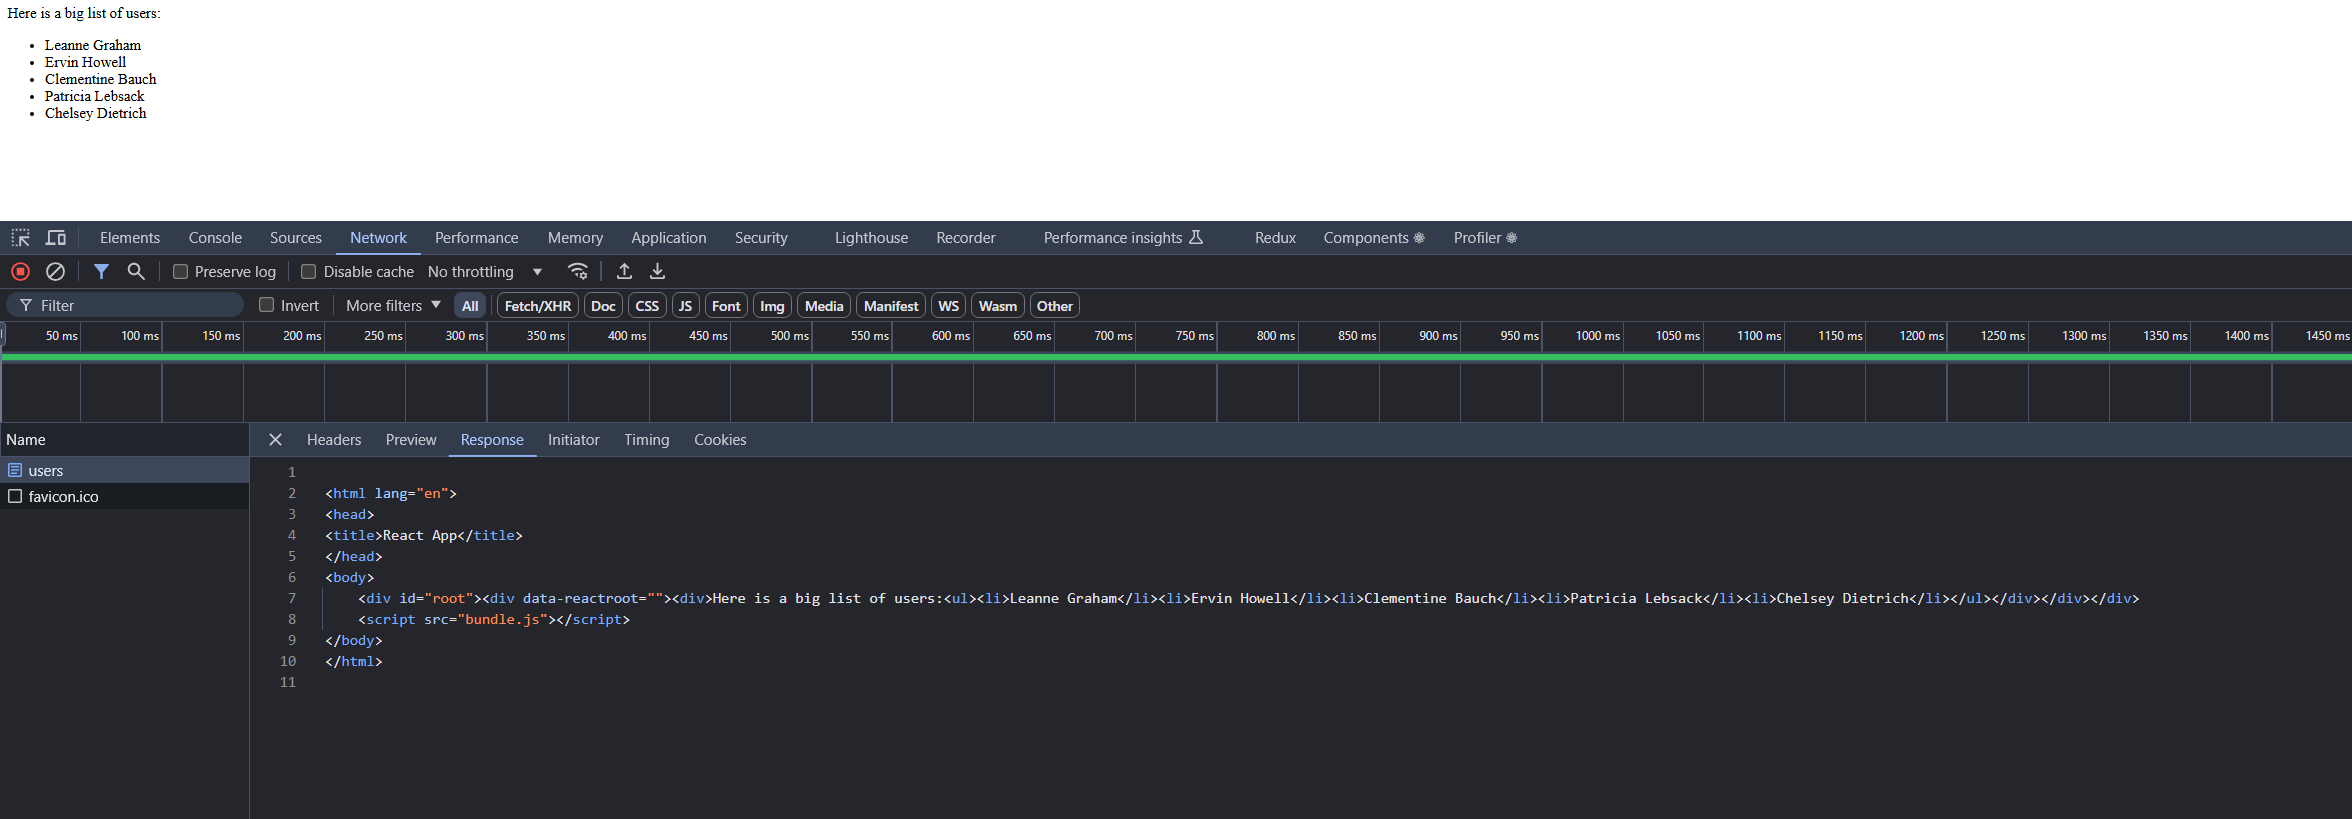 Here is a big list of users:
Leanne Graham
Ervin Howell
Clementine Bauch
Patricia Lebsack
Chelsey Dietrich
Elements Console Sources Network Performance Memory Application Security Lighthouse Recorder Performance insights Redux Components Profiler
Preserve log Disable cache No throttling
Filter Invert More filters All Fetch/XHR Doc CSS JS Font Img Media Manifest WS Wasm Other
50 ms 100 ms 150 ms 200 ms 250 ms 300 ms 350 ms 400 ms 450 ms 500 ms 550 ms 600 ms 650 ms 700 ms 750 ms 800 ms 850 ms 900 ms 950 ms 1000 ms 1050 ms 1100 ms 1150 ms 1200 ms 1250 ms 1300 ms 1350 ms 1400 ms 1450 ms
Name
users
favicon.ico
Headers Preview Response Initiator Timing Cookies
1
2 <html lang="en">
3 <head>
4 <title>React App</title>
5 </head>
6 <body>
7 <div id="root"><div data-reactroot=""><div>Here is a big list of users:<ul><li>Leanne Graham</li><li>Ervin Howell</li><li>Clementine Bauch</li><li>Patricia Lebsack</li><li>Chelsey Dietrich</li></ul></div></div></div>
8 <script src="bundle.js"></script>
9 </body>
10 </html>
11